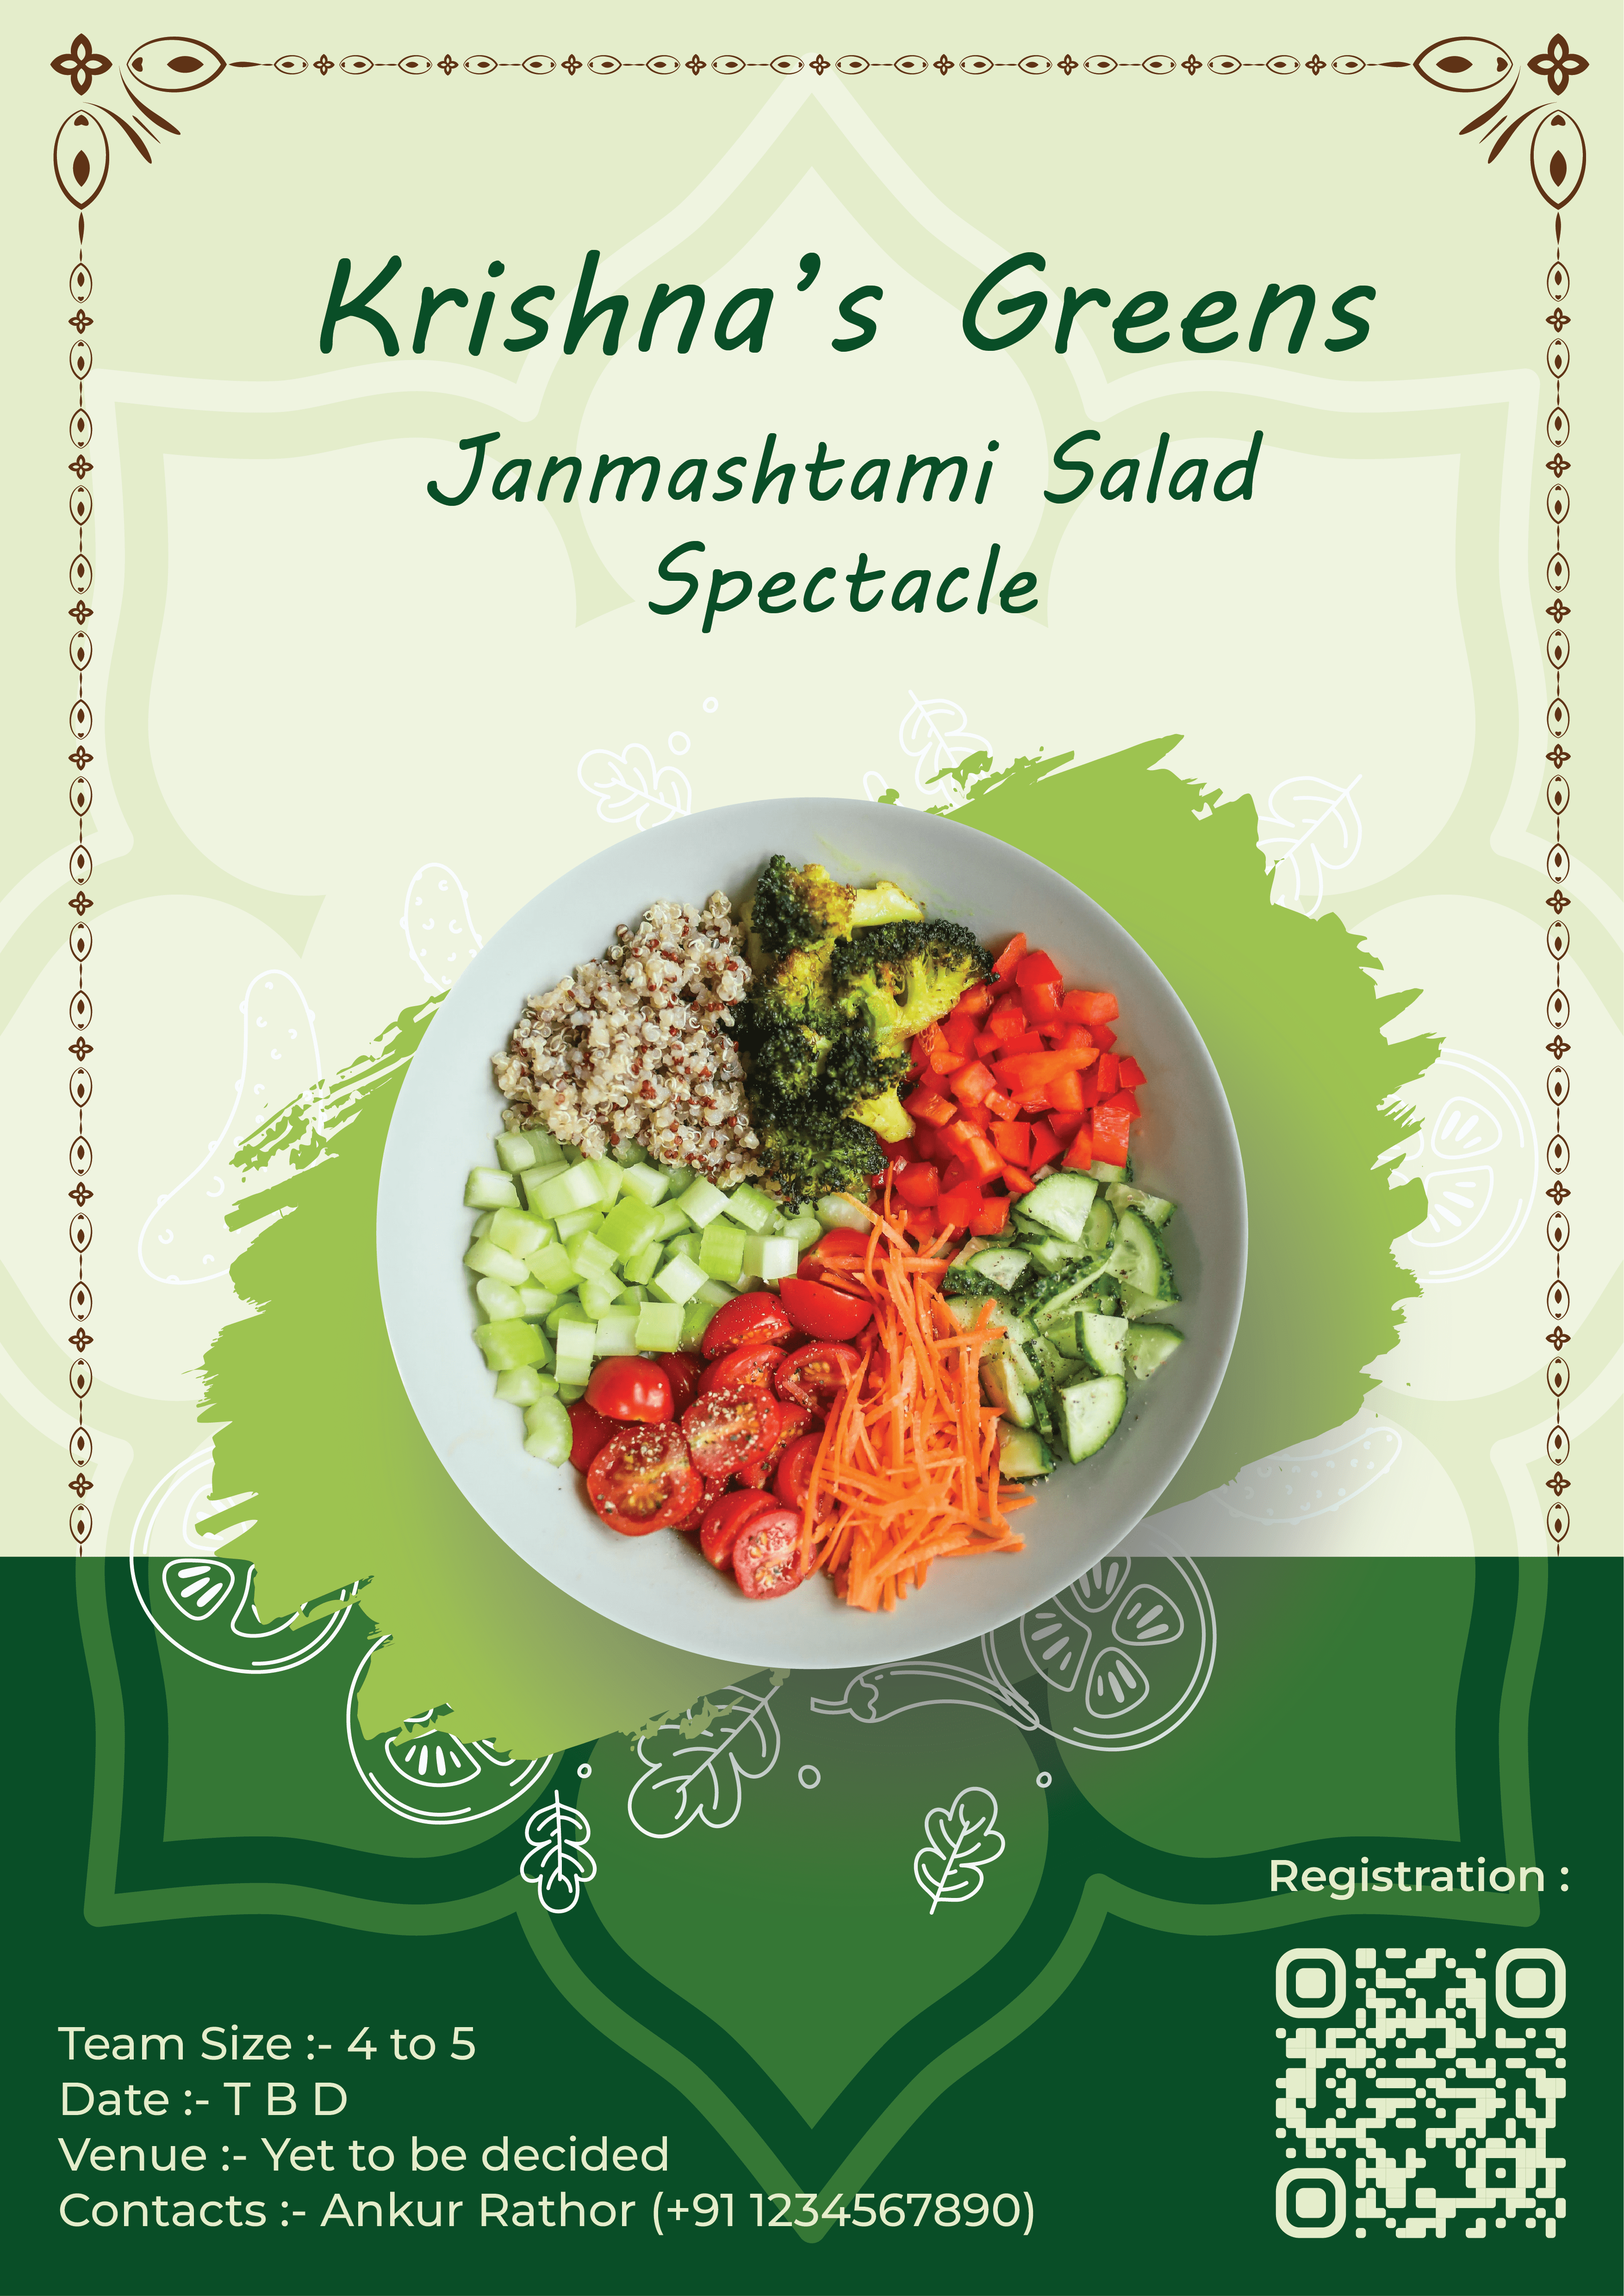 Krishna’s Greens
Janmashtami Salad
Spectacle
Registration :
Team Size :- 4 to 5
Date :- T B D
Venue :- Yet to be decided
Contacts :- Ankur Rathor (+91 1234567890)